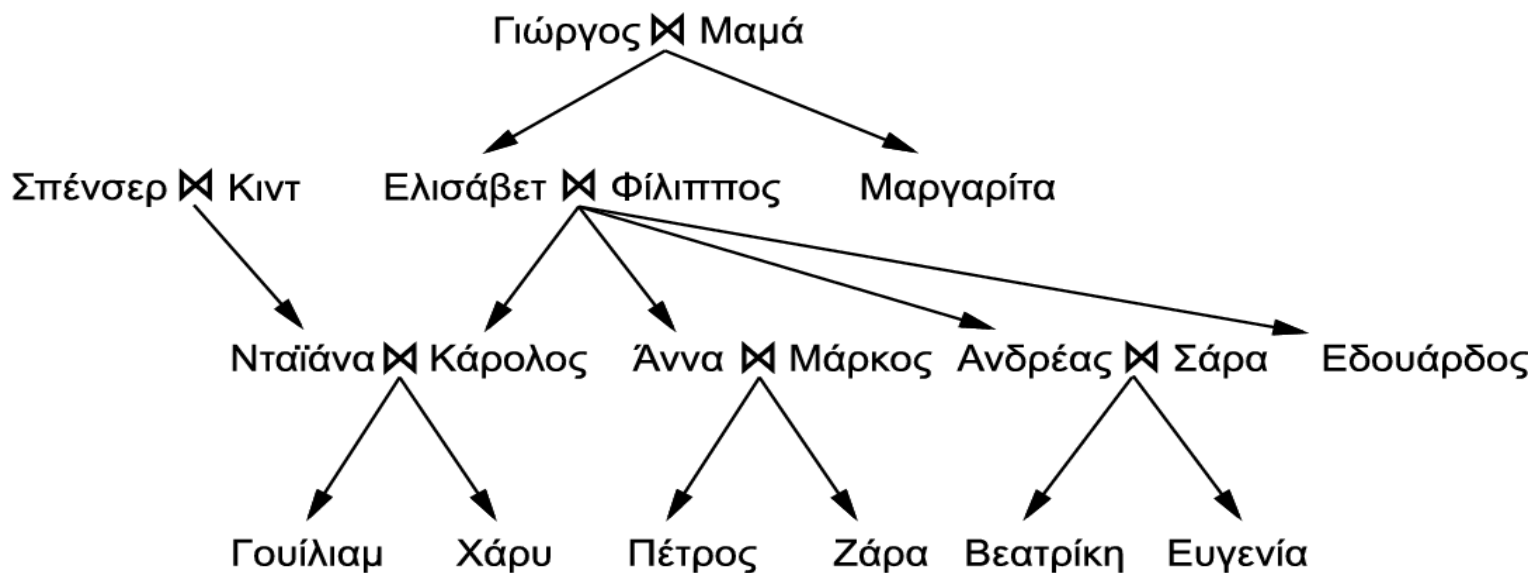 Γιώργος ⋈ Μαμά
Σπένσερ ⋈ Κιντ Ελισάβετ ⋈ Φίλιππος Μαργαρίτα
Νταϊάνα ⋈ Κάρολος Άννα ⋈ Μάρκος Ανδρέας ⋈ Σάρα Εδουάρδος
Γουίλιαμ Χάρυ Πέτρος Ζάρα Βεατρίκη Ευγενία